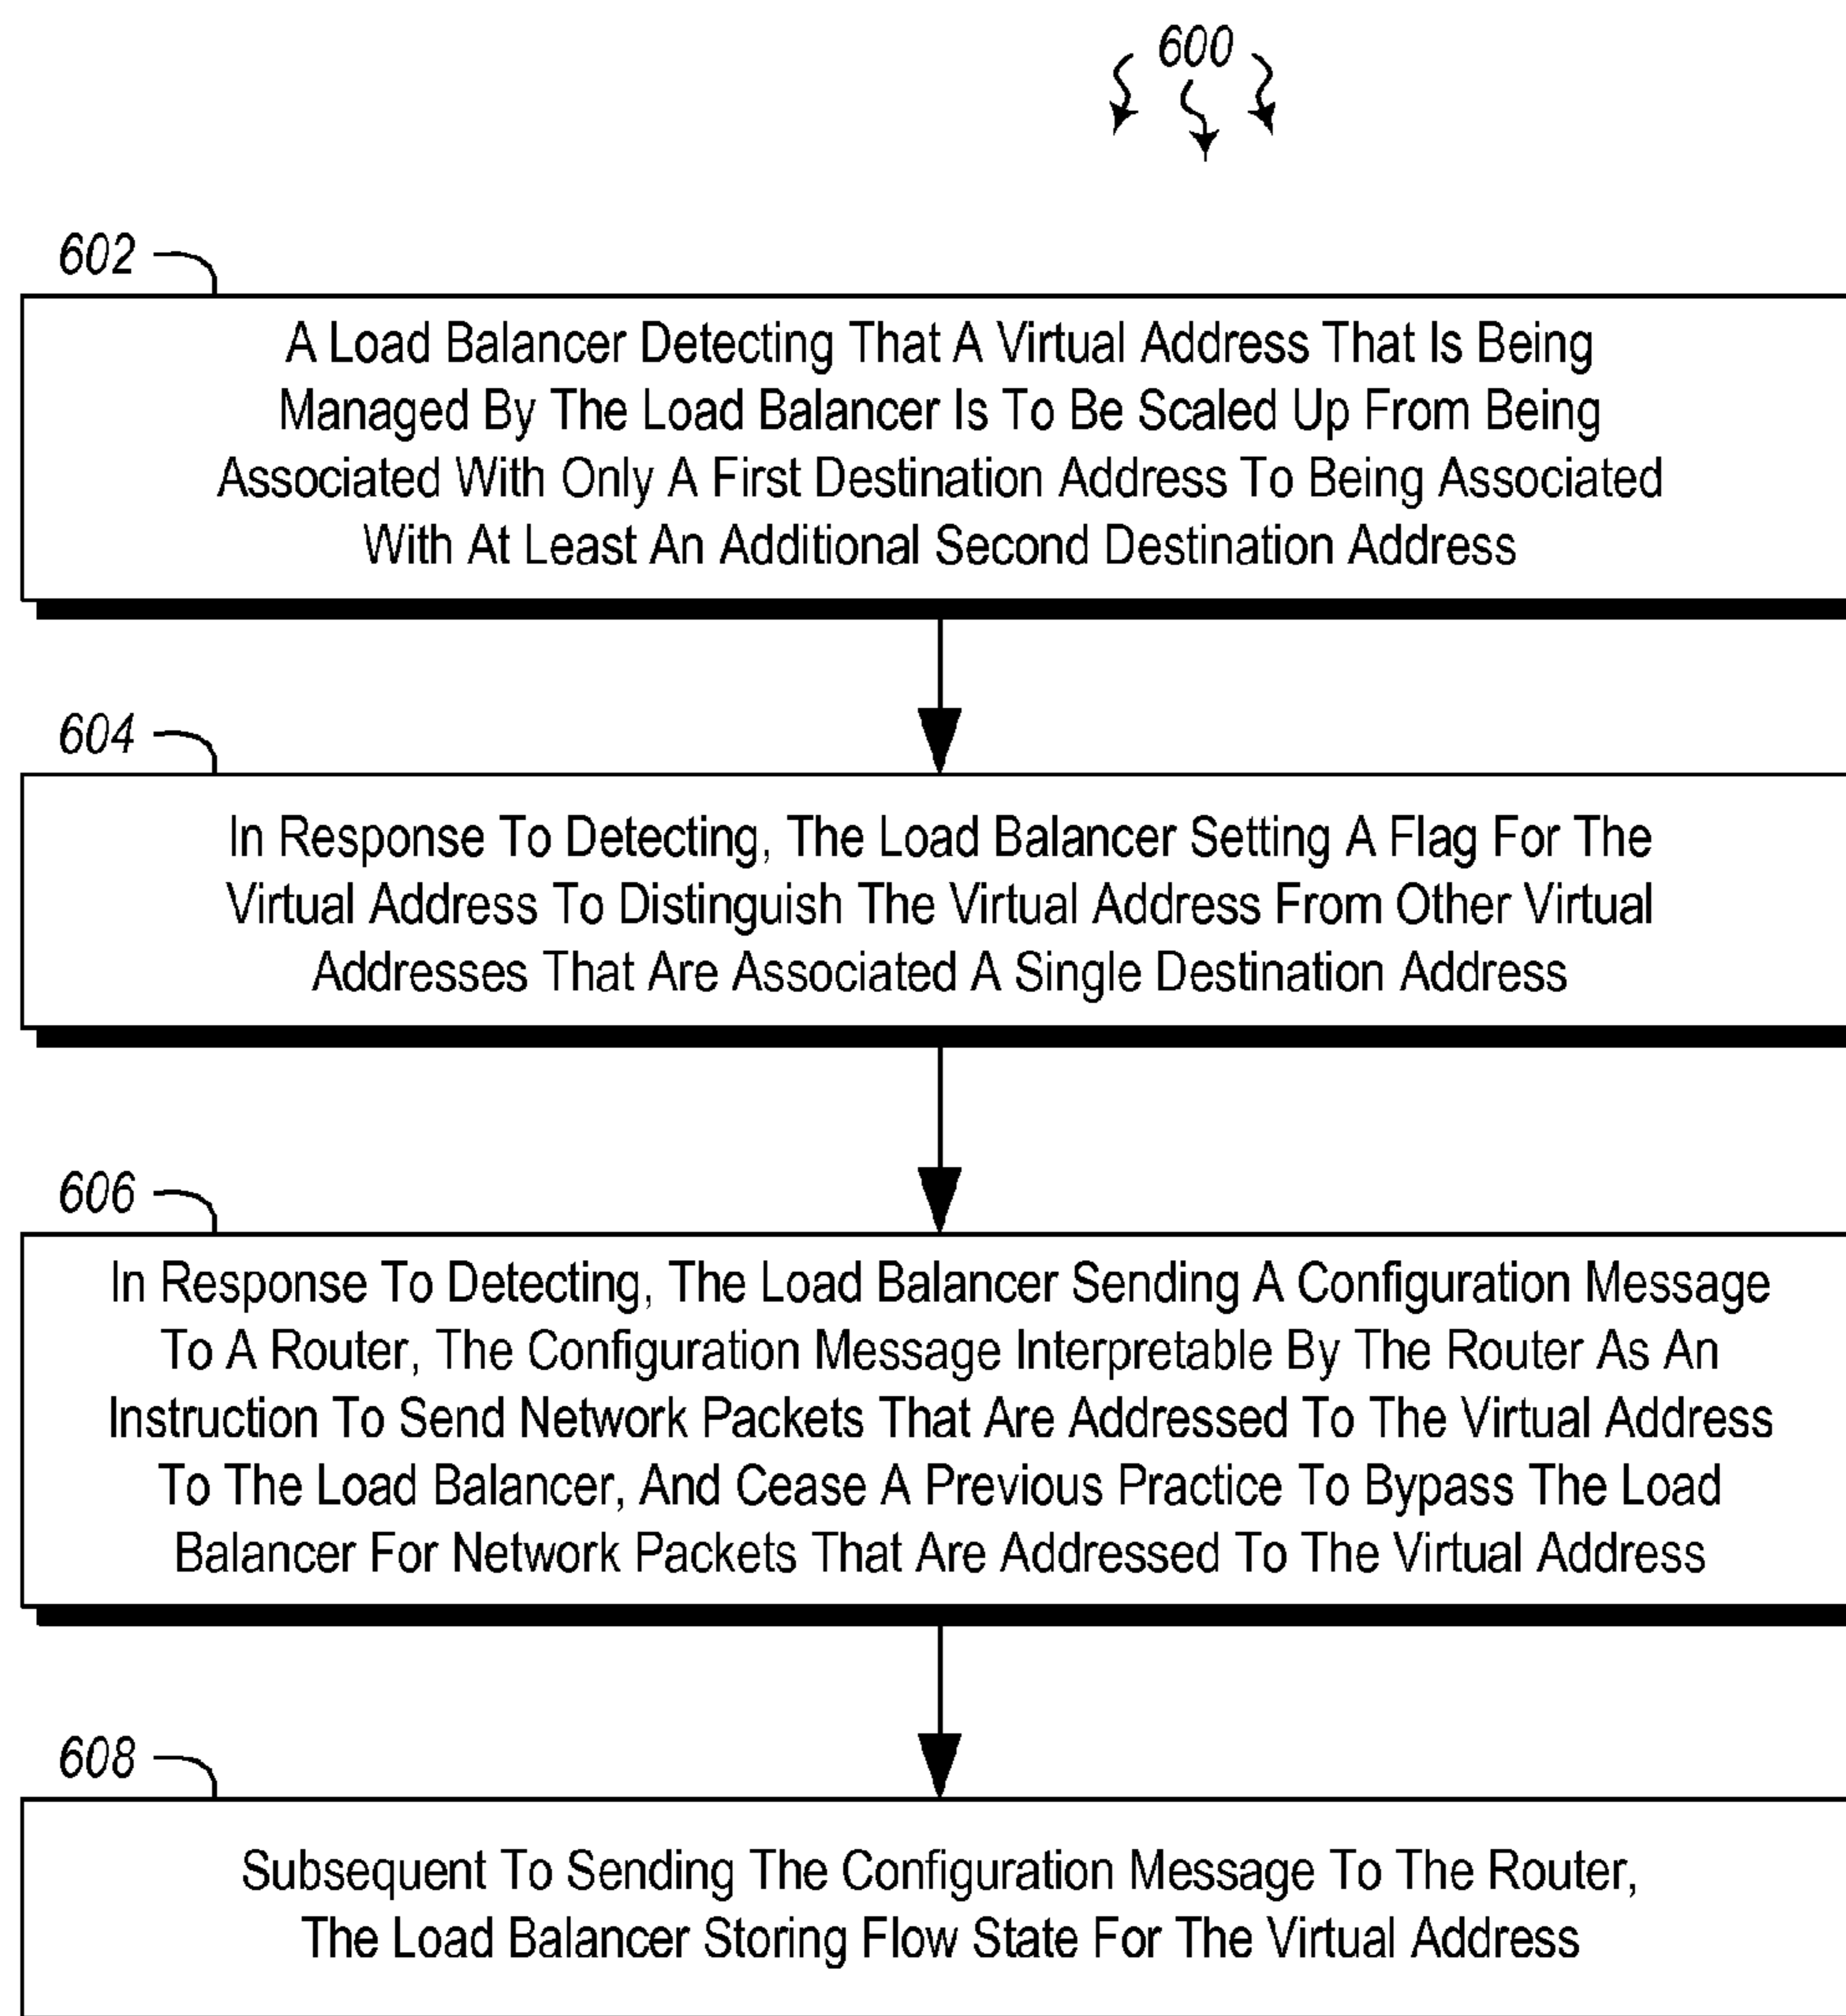 600
602
A Load Balancer Detecting That A Virtual Address That Is Being
Managed By The Load Balancer Is To Be Scaled Up From Being
Associated With Only A First Destination Address To Being Associated
With At Least An Additional Second Destination Address
604
In Response To Detecting, The Load Balancer Setting A Flag For The
Virtual Address To Distinguish The Virtual Address From Other Virtual
Addresses That Are Associated A Single Destination Address
606
In Response To Detecting, The Load Balancer Sending A Configuration Message
To A Router, The Configuration Message Interpretable By The Router As An
Instruction To Send Network Packets That Are Addressed To The Virtual Address
To The Load Balancer, And Cease A Previous Practice To Bypass The Load
Balancer For Network Packets That Are Addressed To The Virtual Address
608
Subsequent To Sending The Configuration Message To The Router,
The Load Balancer Storing Flow State For The Virtual Address